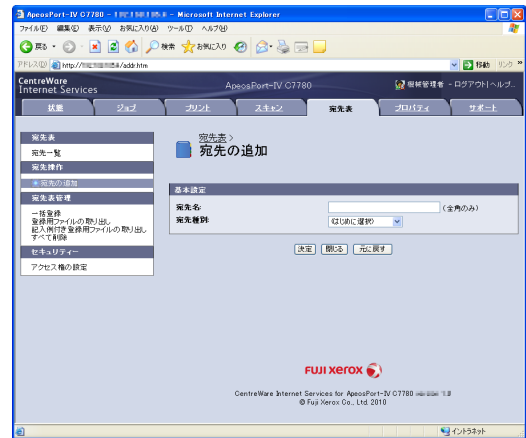 ApeosPort-IV C7780 - - Microsoft Internet Explorer
ファイル(F) 編集(E) 表示(V) お気に入り(A) ツール(T) ヘルプ(H)
戻る 検索 お気に入り
アドレス(D) http:// /addr.htm 移動 リンク
CentreWare
Internet Services
ApeosPort-IV C7780
機械管理者 - ログアウト|ヘルプ...
状態 ジョブ プリント スキャン 宛先表 プロパティ サポート
宛先表
宛先一覧
宛先操作
宛先の追加
宛先表管理
一括登録
登録用ファイルの取り出し
記入例付き登録用ファイルの取り出し
すべて削除
セキュリティー
アクセス権の設定
宛先表 >
宛先の追加
基本設定
宛先名: (全角のみ)
宛先種別: (はじめに選択)
決定 閉じる 元に戻す
FUJI XEROX
CentreWare Internet Services for ApeosPort-IV C7780
© Fuji Xerox Co., Ltd. 2010
イントラネット